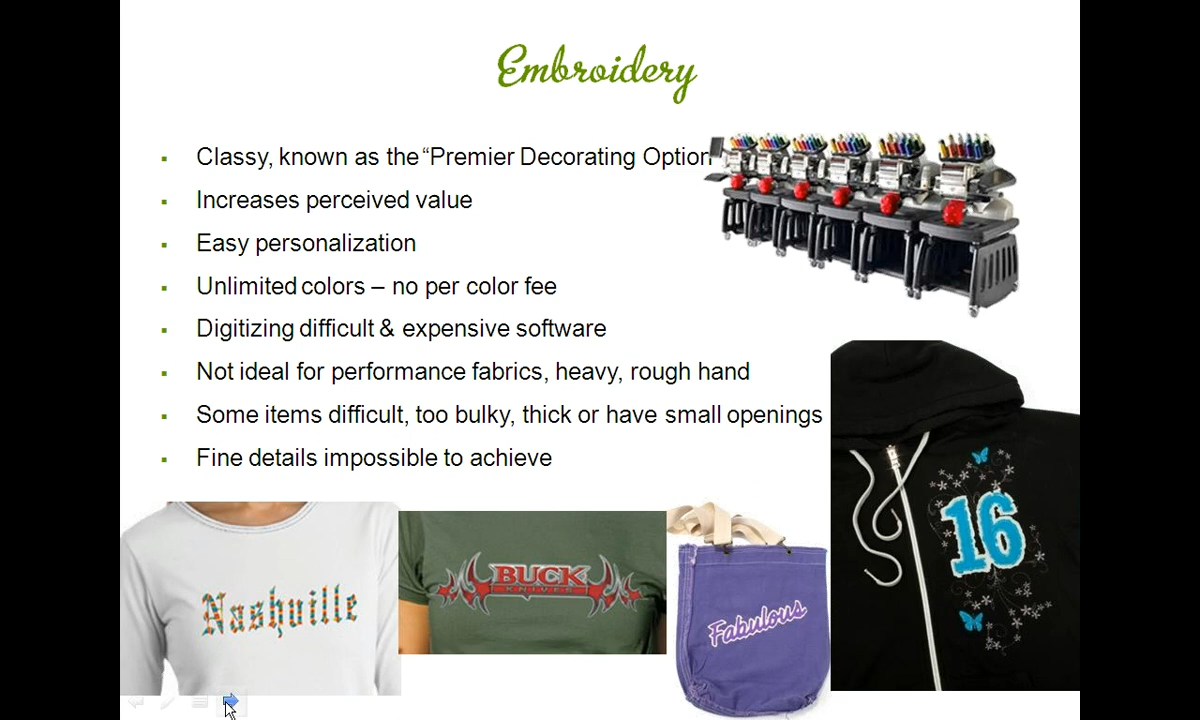 Embroidery
Classy, known as the “Premier Decorating Option
Increases perceived value
Easy personalization
Unlimited colors – no per color fee
Digitizing difficult & expensive software
Not ideal for performance fabrics, heavy, rough hand
Some items difficult, too bulky, thick or have small openings
Fine details impossible to achieve
16
Nashville
BUCK
KNIVES
Fabulous